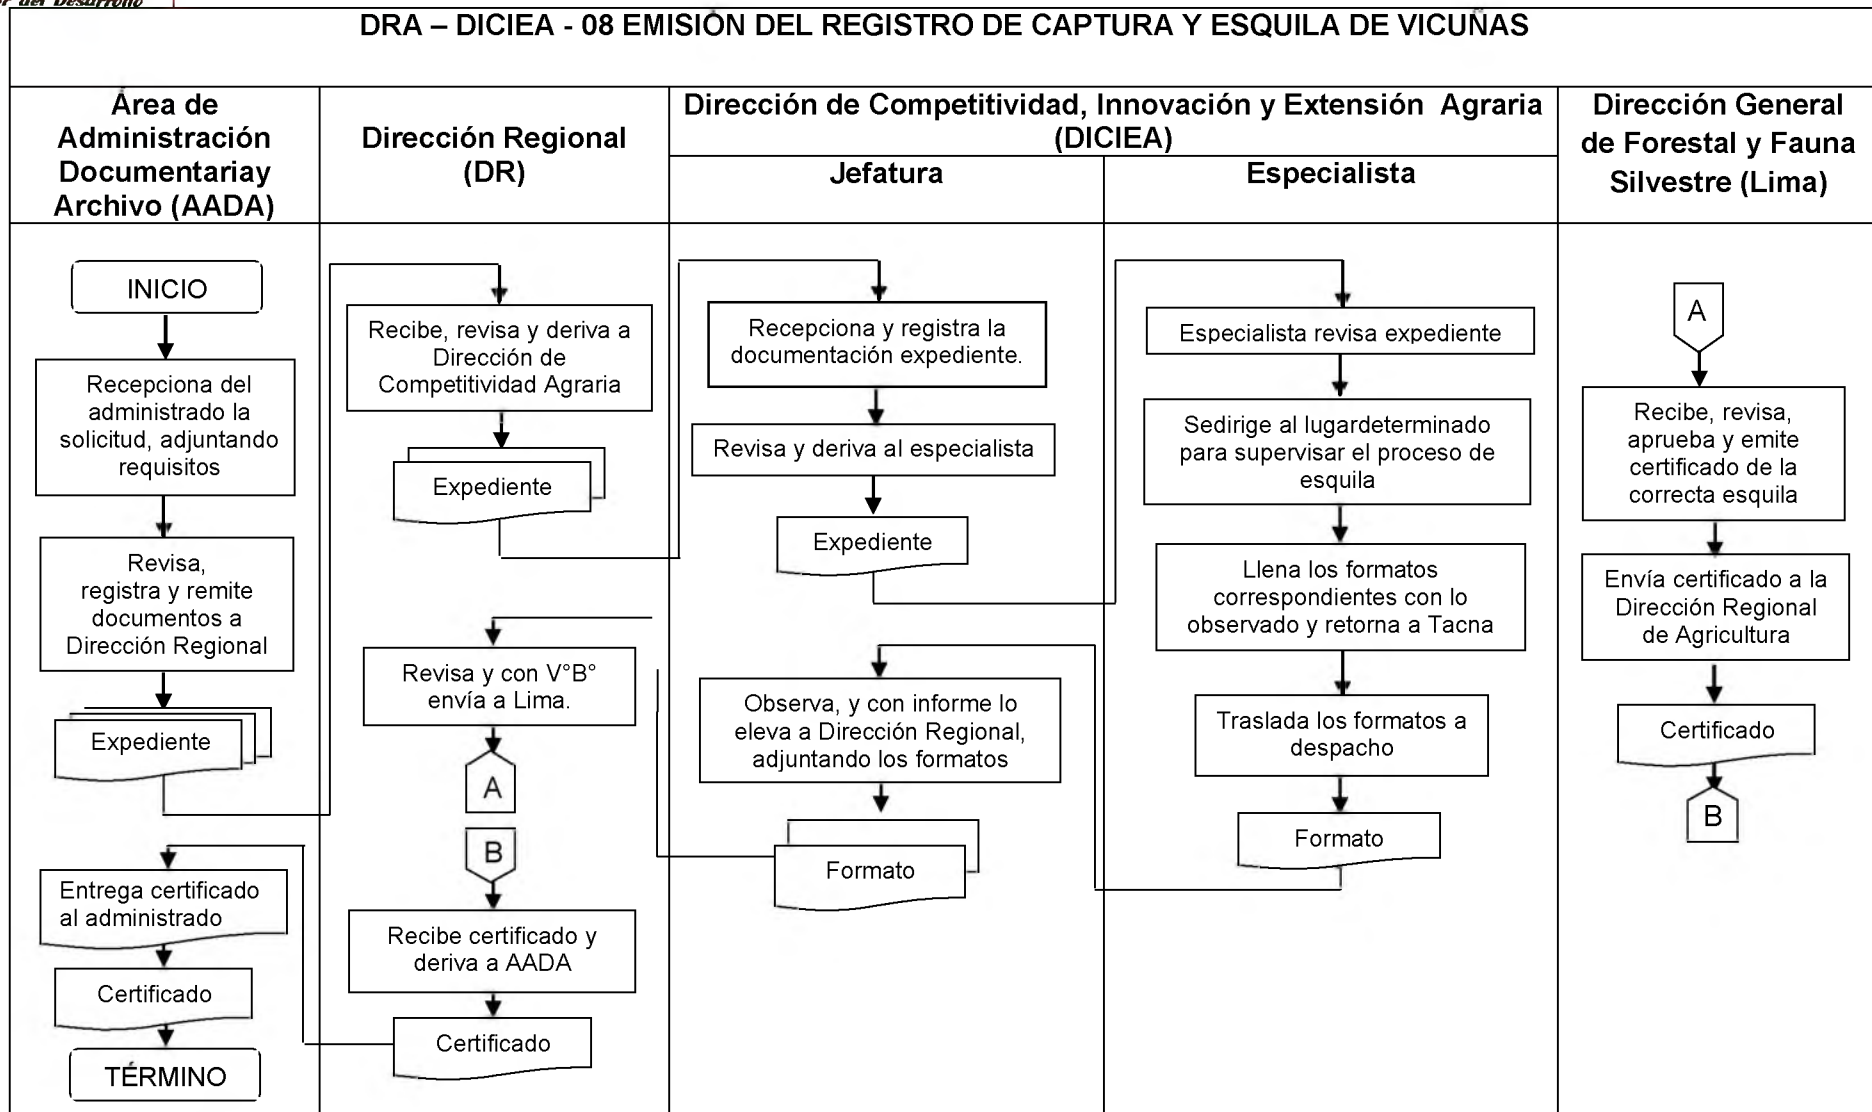 or del Desarrollo
DRA – DICIEA - 08 EMISIÓN DEL REGISTRO DE CAPTURA Y ESQUILA DE VICUÑAS
Área de
Administración
Documentariay
Archivo (AADA)
Dirección Regional
(DR)
Dirección de Competitividad, Innovación y Extensión Agraria
(DICIEA)
Jefatura
Especialista
Dirección General
de Forestal y Fauna
Silvestre (Lima)
INICIO
Recepciona del
administrado la
solicitud, adjuntando
requisitos
Revisa,
registra y remite
documentos a
Dirección Regional
Expediente
Entrega certificado
al administrado
Certificado
TÉRMINO
Recibe, revisa y deriva a
Dirección de
Competitividad Agraria
Expediente
Revisa y con V°B°
envía a Lima.
A
B
Recibe certificado y
deriva a AADA
Certificado
Recepciona y registra la
documentación expediente.
Revisa y deriva al especialista
Expediente
Observa, y con informe lo
eleva a Dirección Regional,
adjuntando los formatos
Formato
Especialista revisa expediente
Sedirige al lugardeterminado
para supervisar el proceso de
esquila
Llena los formatos
correspondientes con lo
observado y retorna a Tacna
Traslada los formatos a
despacho
Formato
A
Recibe, revisa,
aprueba y emite
certificado de la
correcta esquila
Envía certificado a la
Dirección Regional
de Agricultura
Certificado
B